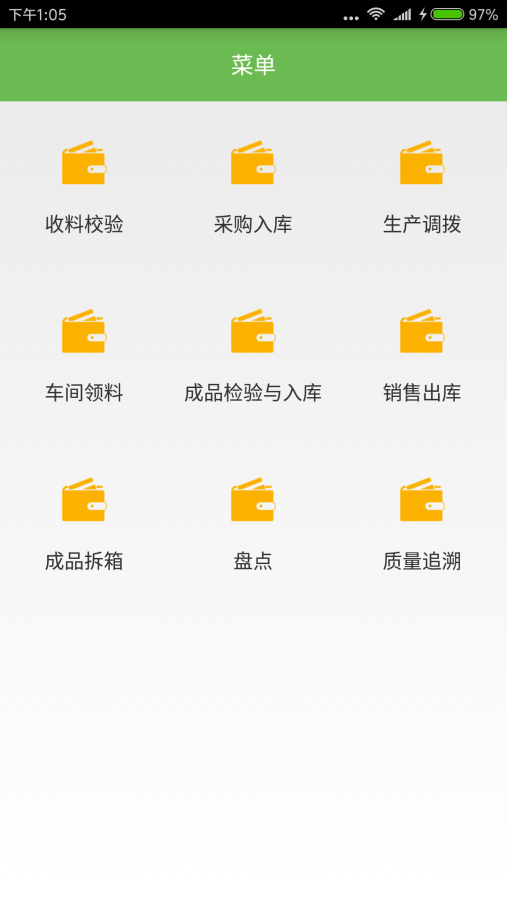 下午1:05
97%
菜单
收料校验
采购入库
生产调拨
车间领料
成品检验与入库
销售出库
成品拆箱
盘点
质量追溯